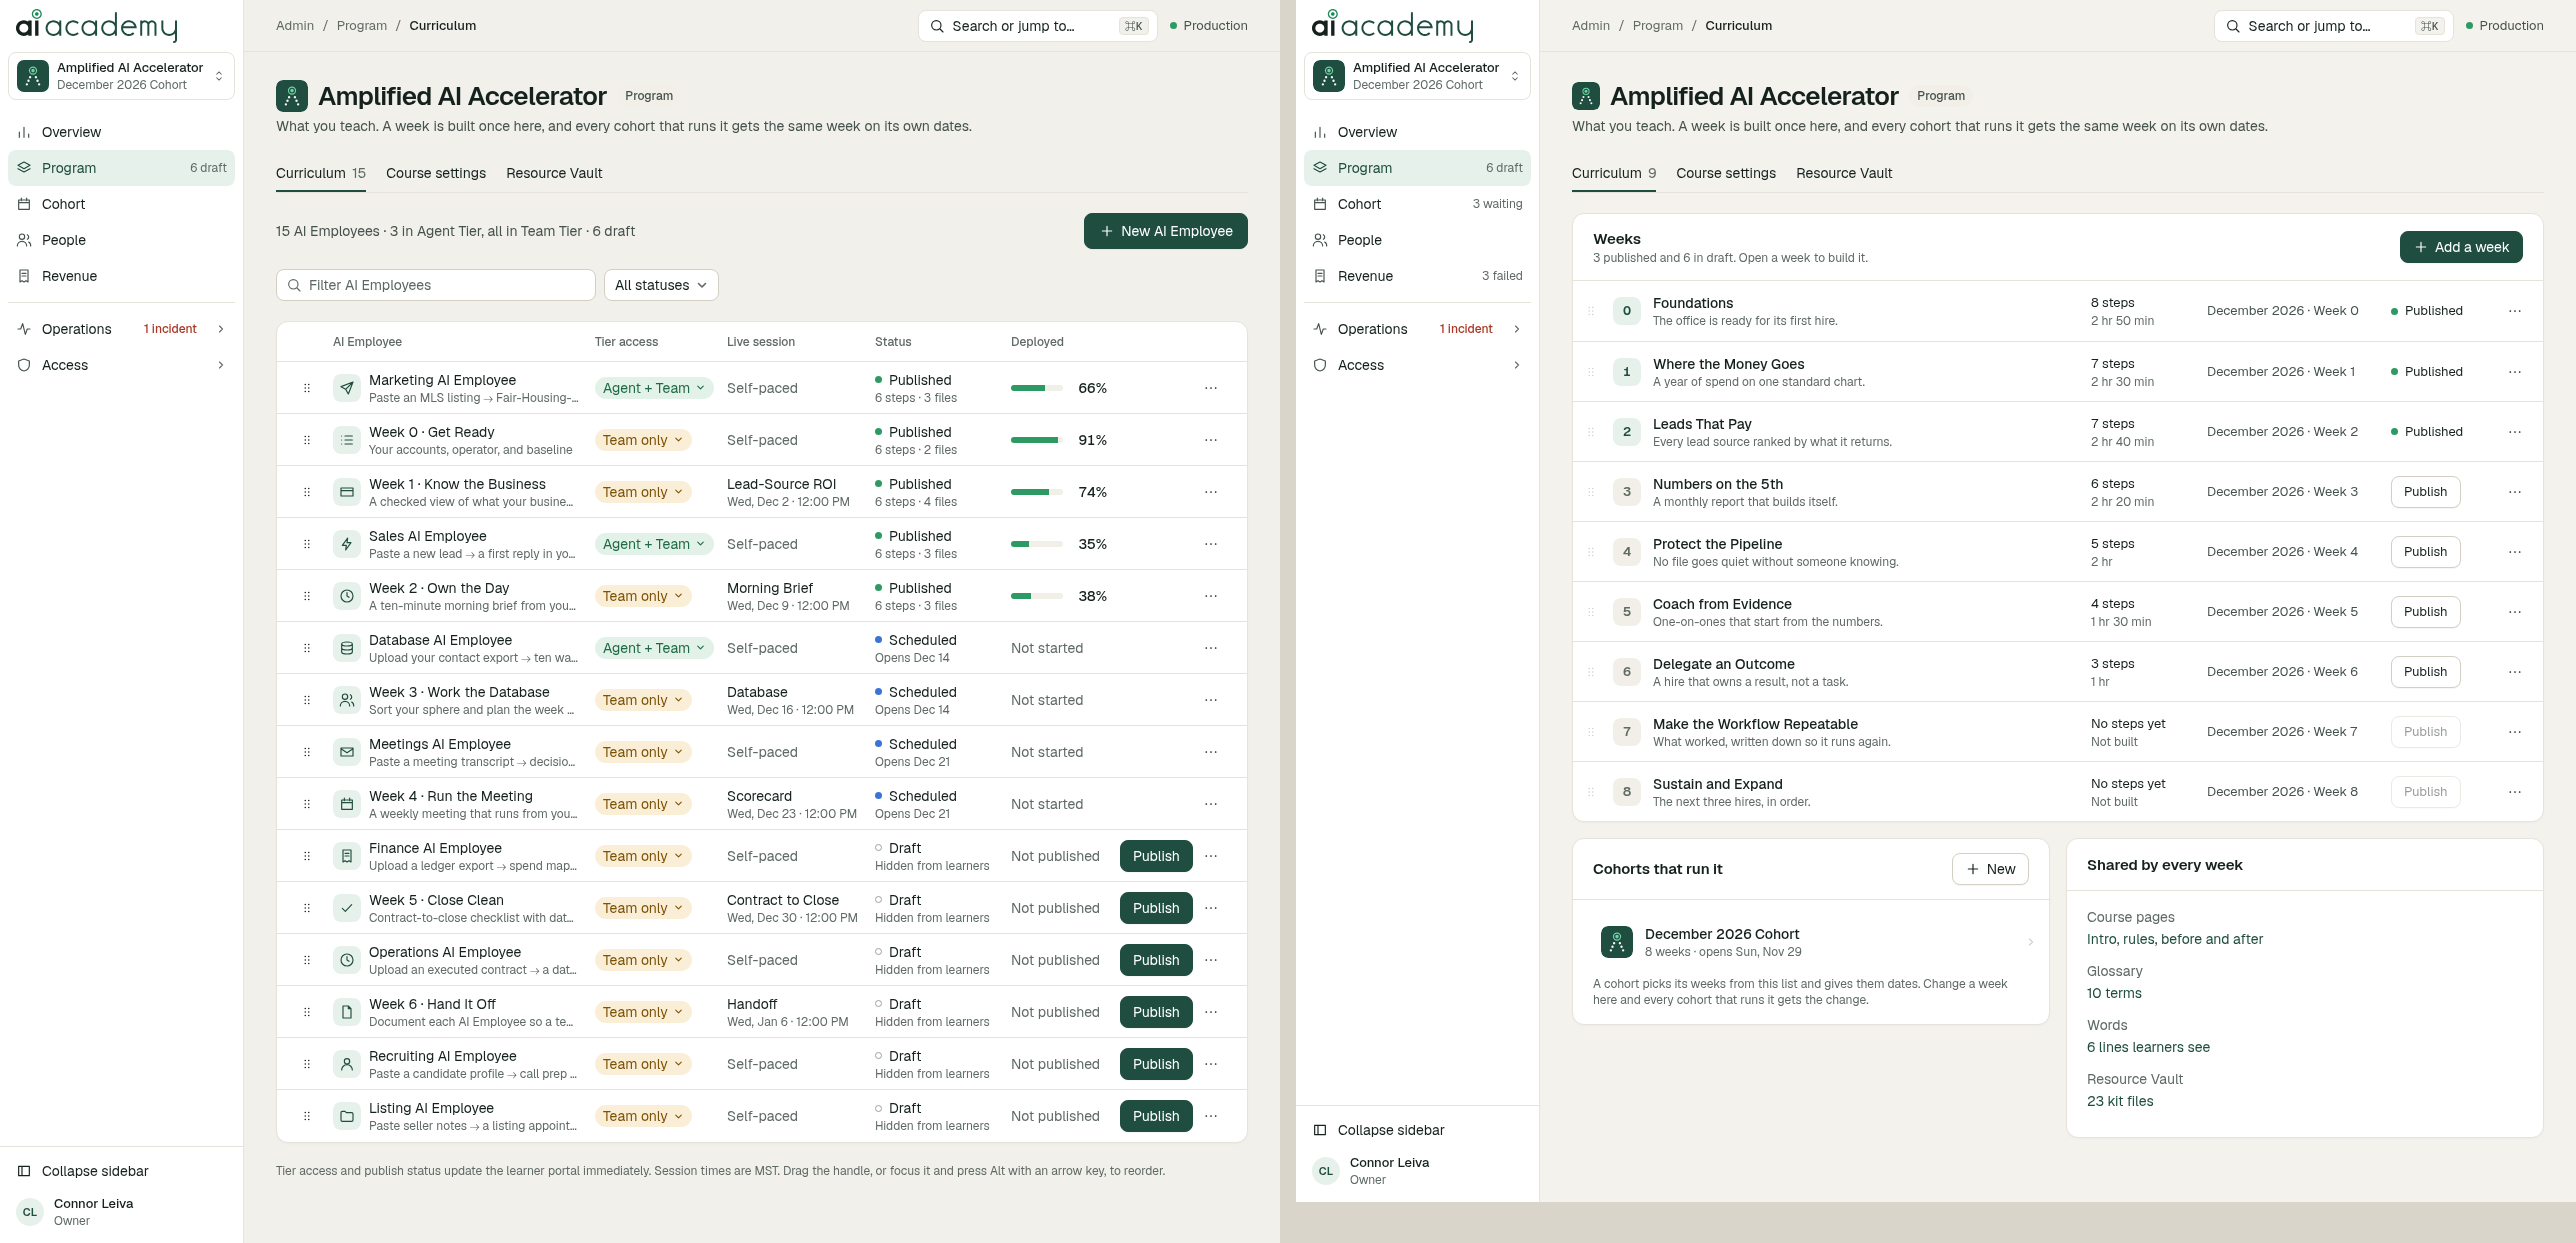 ai academy
Amplified AI Accelerator
December 2026 Cohort
Overview
Program 6 draft
Cohort
People
Revenue
Operations 1 incident
Access
Collapse sidebar
CL
Connor Leiva
Owner
Admin / Program / Curriculum
Search or jump to... ⌘K
Production
Amplified AI Accelerator Program
What you teach. A week is built once here, and every cohort that runs it gets the same week on its own dates.
Curriculum 15 Course settings Resource Vault
15 AI Employees · 3 in Agent Tier, all in Team Tier · 6 draft
+ New AI Employee
Filter AI Employees
All statuses
AI Employee Tier access Live session Status Deployed
Marketing AI Employee Agent + Team Self-paced Published 66%
Paste an MLS listing → Fair-Housing-… 6 steps · 3 files
Week 0 · Get Ready Team only Self-paced Published 91%
Your accounts, operator, and baseline 6 steps · 2 files
Week 1 · Know the Business Team only Lead-Source ROI Published 74%
A checked view of what your busine… Wed, Dec 2 · 12:00 PM 6 steps · 4 files
Sales AI Employee Agent + Team Self-paced Published 35%
Paste a new lead → a first reply in yo… 6 steps · 3 files
Week 2 · Own the Day Team only Morning Brief Published 38%
A ten-minute morning brief from you… Wed, Dec 9 · 12:00 PM 6 steps · 3 files
Database AI Employee Agent + Team Self-paced Scheduled Not started
Upload your contact export → ten wa… Opens Dec 14
Week 3 · Work the Database Team only Database Scheduled Not started
Sort your sphere and plan the week … Wed, Dec 16 · 12:00 PM Opens Dec 14
Meetings AI Employee Team only Self-paced Scheduled Not started
Paste a meeting transcript → decisio… Opens Dec 21
Week 4 · Run the Meeting Team only Scorecard Scheduled Not started
A weekly meeting that runs from you… Wed, Dec 23 · 12:00 PM Opens Dec 21
Finance AI Employee Team only Self-paced Draft Not published Publish
Upload a ledger export → spend map… Hidden from learners
Week 5 · Close Clean Team only Contract to Close Draft Not published Publish
Contract-to-close checklist with dat… Wed, Dec 30 · 12:00 PM Hidden from learners
Operations AI Employee Team only Self-paced Draft Not published Publish
Upload an executed contract → a dat… Hidden from learners
Week 6 · Hand It Off Team only Handoff Draft Not published Publish
Document each AI Employee so a te… Wed, Jan 6 · 12:00 PM Hidden from learners
Recruiting AI Employee Team only Self-paced Draft Not published Publish
Paste a candidate profile → call prep … Hidden from learners
Listing AI Employee Team only Self-paced Draft Not published Publish
Paste seller notes → a listing appoint… Hidden from learners
Tier access and publish status update the learner portal immediately. Session times are MST. Drag the handle, or focus it and press Alt with an arrow key, to reorder.
ai academy
Amplified AI Accelerator
December 2026 Cohort
Overview
Program 6 draft
Cohort 3 waiting
People
Revenue 3 failed
Operations 1 incident
Access
Collapse sidebar
CL
Connor Leiva
Owner
Admin / Program / Curriculum
Search or jump to... ⌘K
Production
Amplified AI Accelerator Program
What you teach. A week is built once here, and every cohort that runs it gets the same week on its own dates.
Curriculum 9 Course settings Resource Vault
Weeks
3 published and 6 in draft. Open a week to build it.
+ Add a week
0 Foundations 8 steps December 2026 · Week 0 Published
The office is ready for its first hire. 2 hr 50 min
1 Where the Money Goes 7 steps December 2026 · Week 1 Published
A year of spend on one standard chart. 2 hr 30 min
2 Leads That Pay 7 steps December 2026 · Week 2 Published
Every lead source ranked by what it returns. 2 hr 40 min
3 Numbers on the 5th 6 steps December 2026 · Week 3 Publish
A monthly report that builds itself. 2 hr 20 min
4 Protect the Pipeline 5 steps December 2026 · Week 4 Publish
No file goes quiet without someone knowing. 2 hr
5 Coach from Evidence 4 steps December 2026 · Week 5 Publish
One-on-ones that start from the numbers. 1 hr 30 min
6 Delegate an Outcome 3 steps December 2026 · Week 6 Publish
A hire that owns a result, not a task. 1 hr
7 Make the Workflow Repeatable No steps yet December 2026 · Week 7 Publish
What worked, written down so it runs again. Not built
8 Sustain and Expand No steps yet December 2026 · Week 8 Publish
The next three hires, in order. Not built
Cohorts that run it
+ New
December 2026 Cohort
8 weeks · opens Sun, Nov 29
A cohort picks its weeks from this list and gives them dates. Change a week
here and every cohort that runs it gets the change.
Shared by every week
Course pages
Intro, rules, before and after
Glossary
10 terms
Words
6 lines learners see
Resource Vault
23 kit files